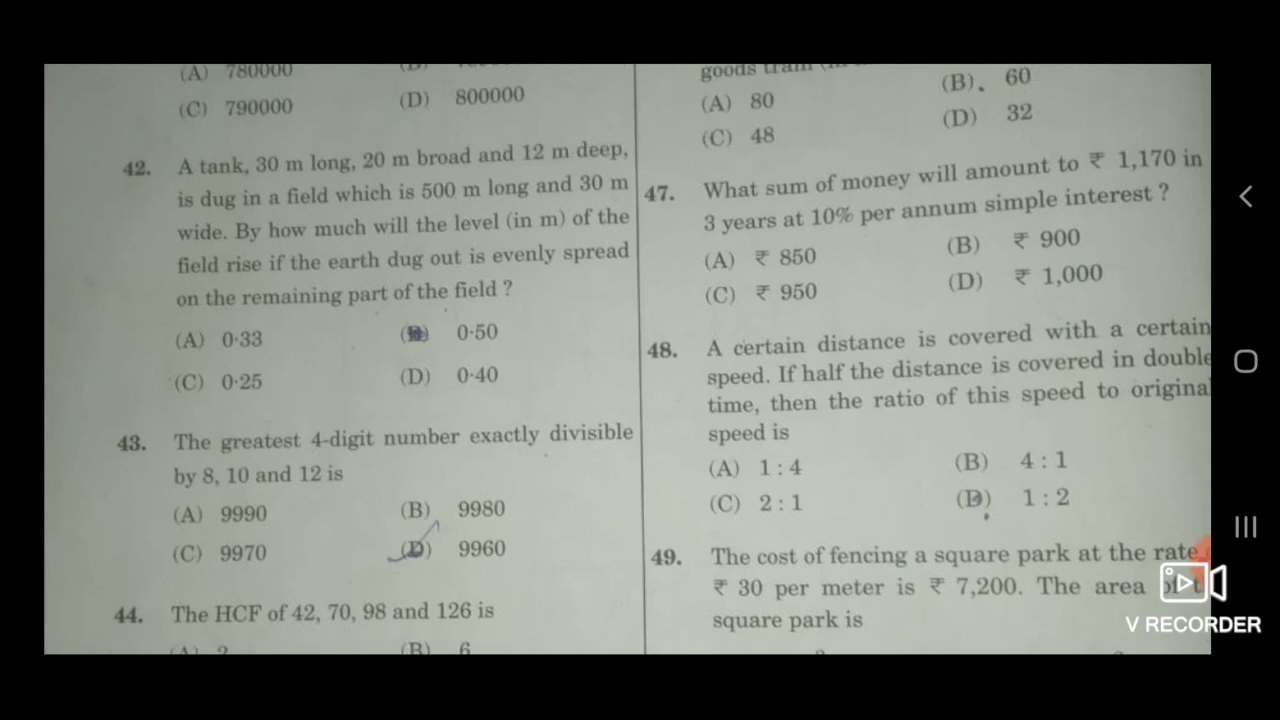 (A) 780000
(C) 790000
(D) 800000
42. A tank, 30 m long, 20 m broad and 12 m deep,
is dug in a field which is 500 m long and 30 m
wide. By how much will the level (in m) of the
field rise if the earth dug out is evenly spread
on the remaining part of the field ?
(A) 0·33
0·50
(C) 0·25
(D) 0·40
43. The greatest 4-digit number exactly divisible
by 8, 10 and 12 is
(A) 9990
(B) 9980
(C) 9970
(D) 9960
44. The HCF of 42, 70, 98 and 126 is
(B) 6
goods train
(A) 80
(B) 60
(C) 48
(D) 32
47. What sum of money will amount to ₹ 1,170 in
3 years at 10% per annum simple interest ?
(A) ₹ 850
(B) ₹ 900
(C) ₹ 950
(D) ₹ 1,000
48. A certain distance is covered with a certain
speed. If half the distance is covered in double
time, then the ratio of this speed to original
speed is
(A) 1 : 4
(B) 4 : 1
(C) 2 : 1
(D) 1 : 2
49. The cost of fencing a square park at the rate
₹ 30 per meter is ₹ 7,200. The area of
square park is
V RECORDER